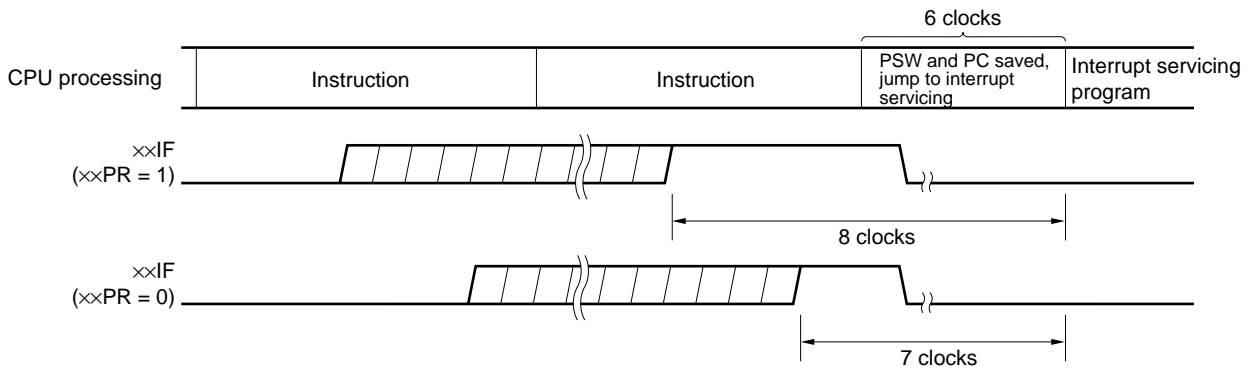 6 clocks
CPU processing
Instruction
Instruction
PSW and PC saved,
jump to interrupt
servicing
Interrupt servicing
program
××IF
(××PR = 1)
8 clocks
××IF
(××PR = 0)
7 clocks